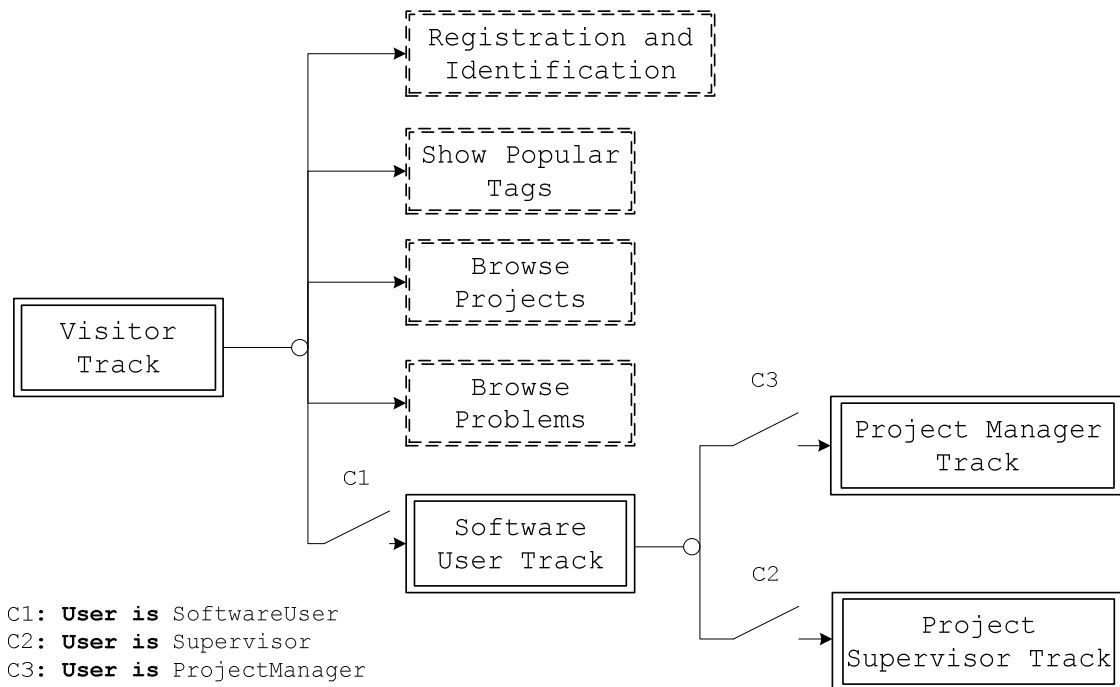 Registration and
Identification
Show Popular
Tags
Browse
Projects
Visitor
Track
Browse
Problems
C3
Project Manager
Track
C1
Software
User Track
C2
Project
Supervisor Track
C1: User is SoftwareUser
C2: User is Supervisor
C3: User is ProjectManager